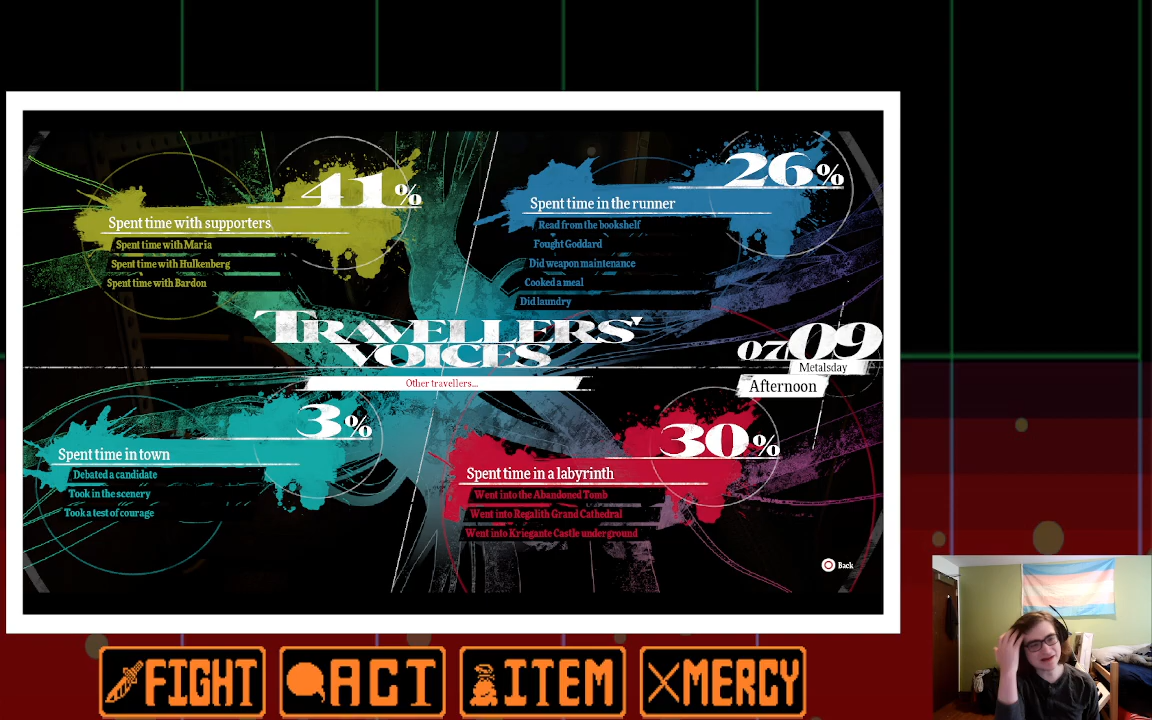 41%
Spent time with supporters
Spent time with Maria
Spent time with Hulkenberg
Spent time with Bardon
26%
Spent time in the runner
Read from the bookshelf
Fought Goddard
Did weapon maintenance
Cooked a meal
Did laundry
TRAVELLERS'
VOICES
Other travellers...
07/09
Metalsday
Afternoon
3%
Spent time in town
Debated a candidate
Took in the scenery
Took a test of courage
30%
Spent time in a labyrinth
Went into the Abandoned Tomb
Went into Regalith Grand Cathedral
Went into Kriegante Castle underground
Back
FIGHT
ACT
ITEM
MERCY